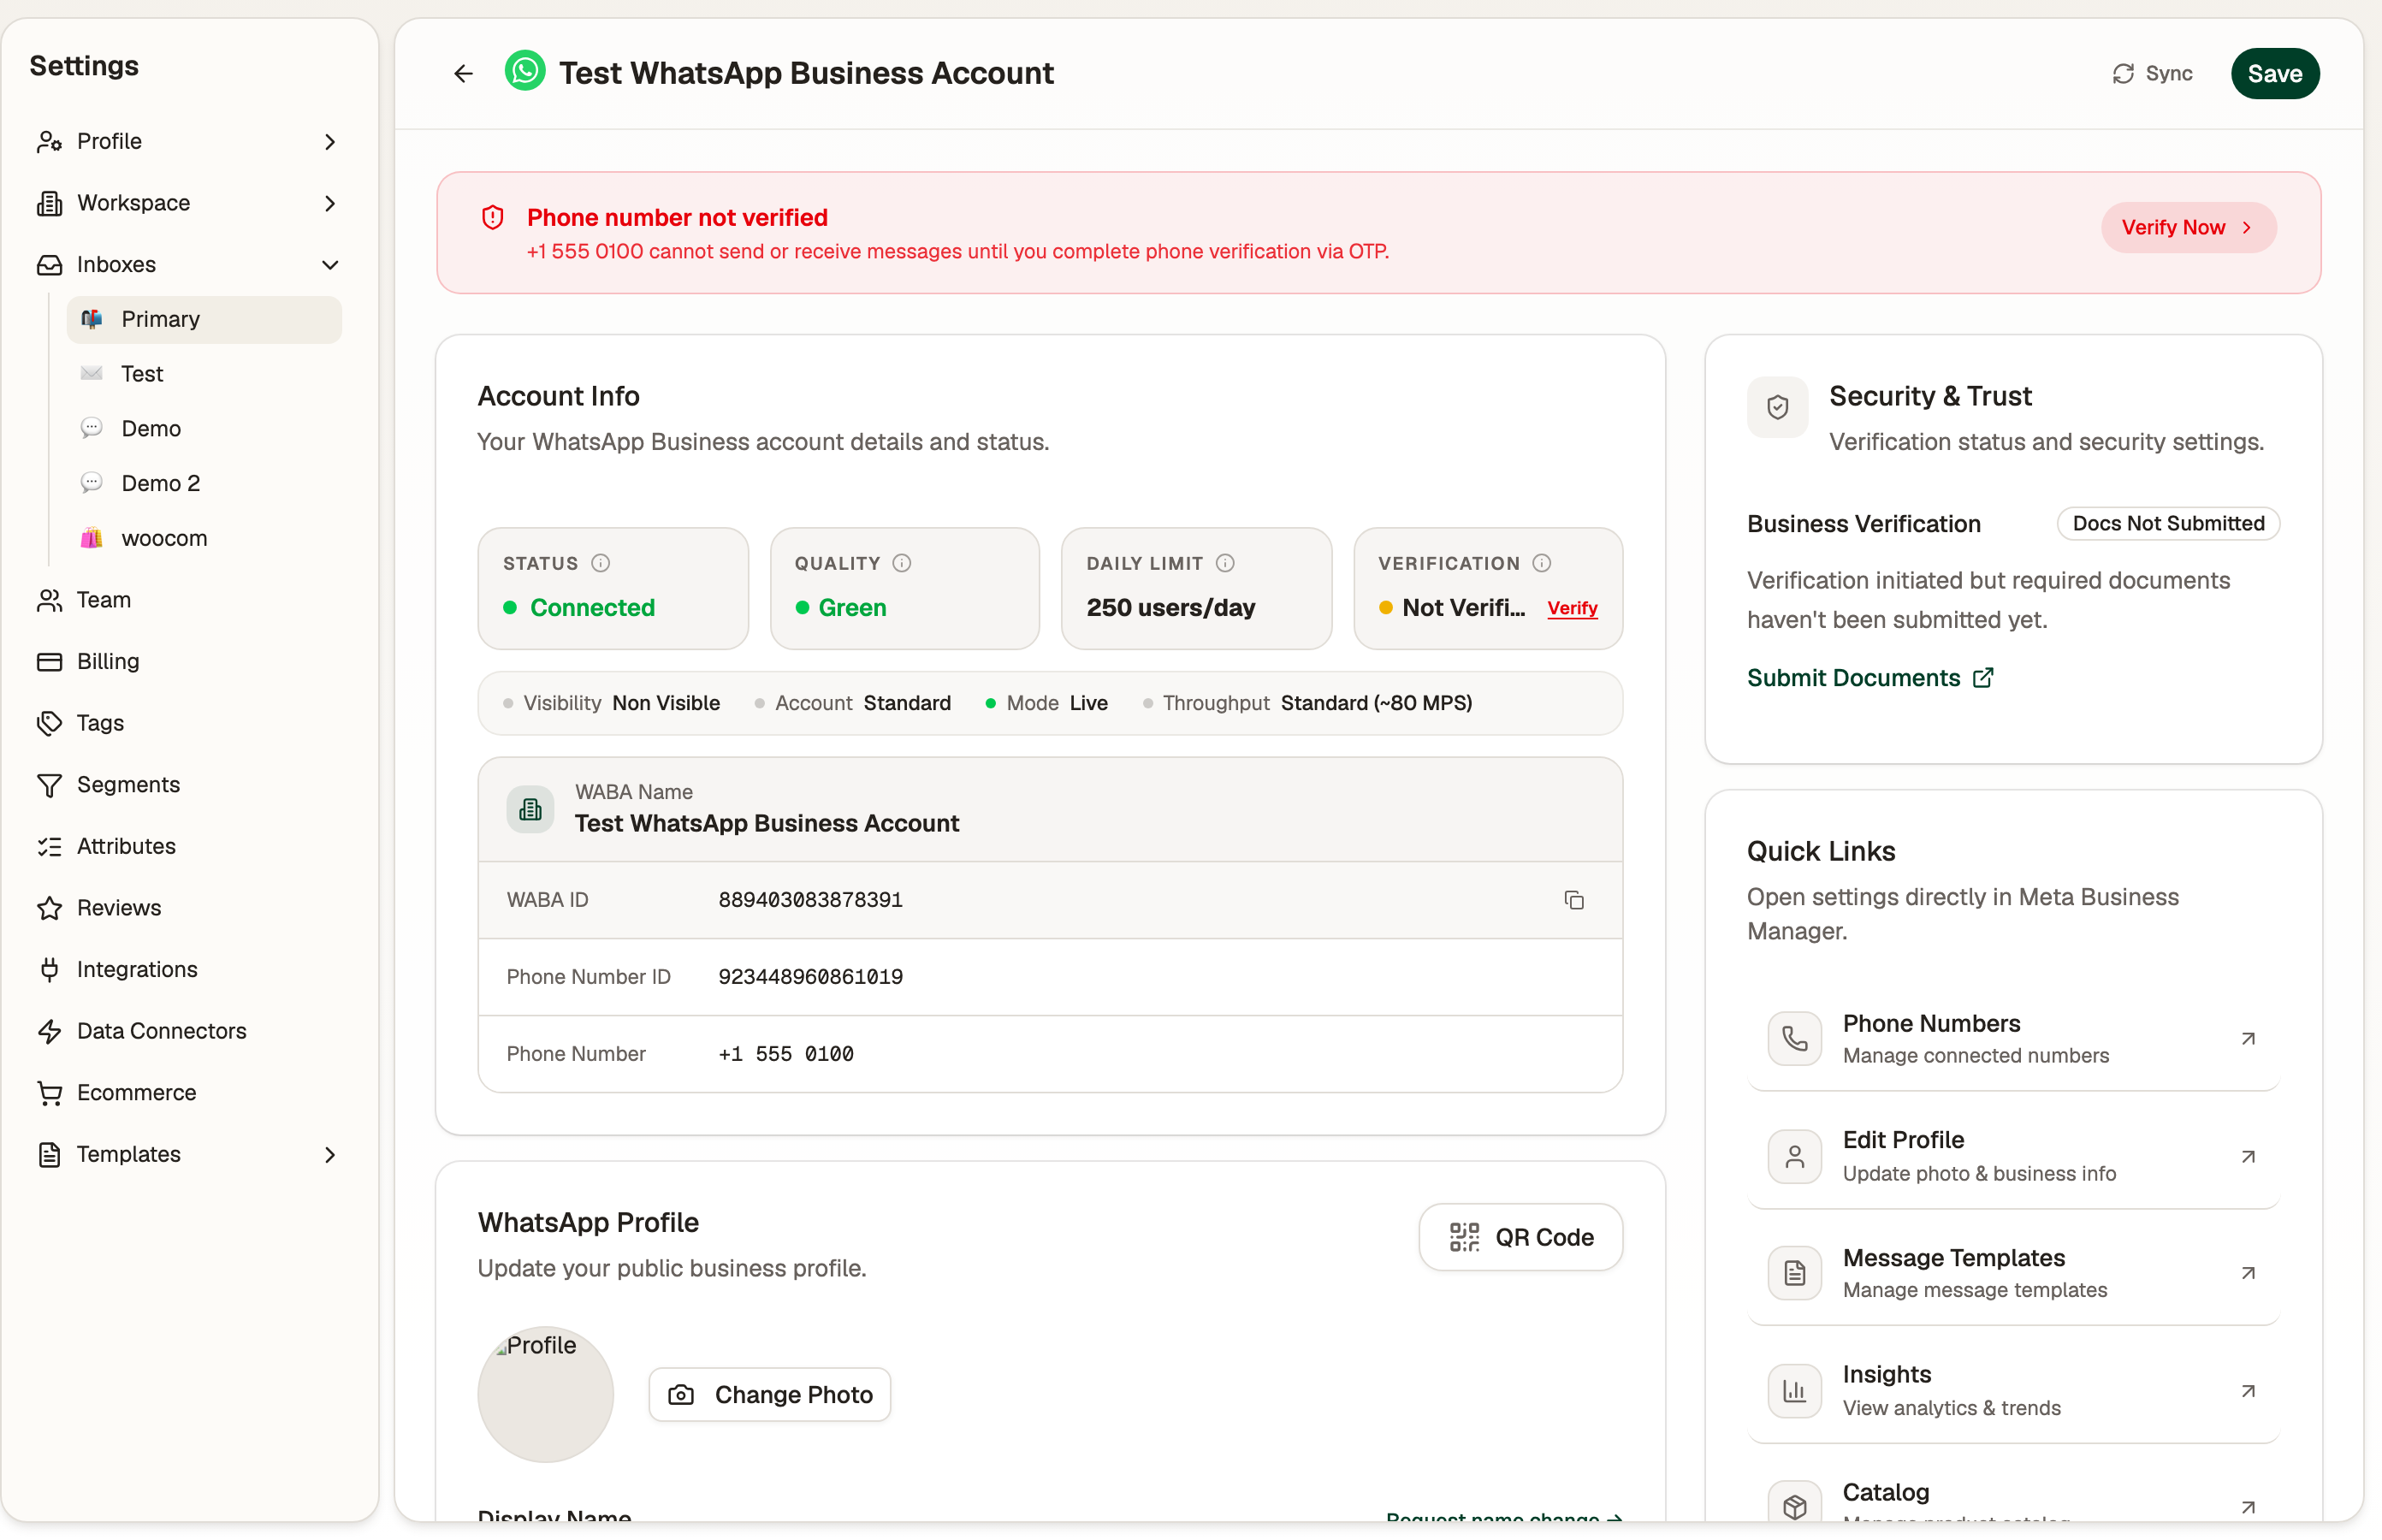 Settings
Profile
Workspace
Inboxes
Primary
Test
Demo
Demo 2
woocom
Team
Billing
Tags
Segments
Attributes
Reviews
Integrations
Data Connectors
Ecommerce
Templates
Test WhatsApp Business Account
Sync
Save
Phone number not verified
+1 555 0100 cannot send or receive messages until you complete phone verification via OTP.
Verify Now
Account Info
Your WhatsApp Business account details and status.
STATUS
Connected
QUALITY
Green
DAILY LIMIT
250 users/day
VERIFICATION
Not Verifi... Verify
Visibility Non Visible Account Standard Mode Live Throughput Standard (~80 MPS)
WABA Name
Test WhatsApp Business Account
WABA ID 889403083878391
Phone Number ID 923448960861019
Phone Number +1 555 0100
WhatsApp Profile
Update your public business profile.
QR Code
Profile
Change Photo
Display Name
Request name change →
Security & Trust
Verification status and security settings.
Business Verification Docs Not Submitted
Verification initiated but required documents
haven't been submitted yet.
Submit Documents
Quick Links
Open settings directly in Meta Business
Manager.
Phone Numbers
Manage connected numbers
Edit Profile
Update photo & business info
Message Templates
Manage message templates
Insights
View analytics & trends
Catalog
Manage product catalog